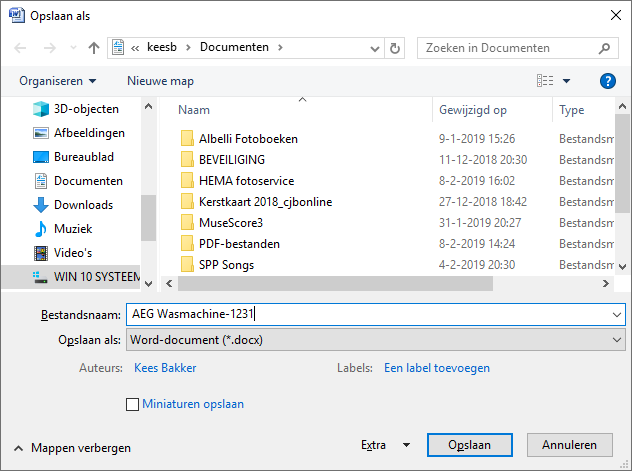 Opslaan als
« keesb > Documenten >
Zoeken in Documenten
Organiseren Nieuwe map ?
3D-objecten
Afbeeldingen
Bureaublad
Documenten
Downloads
Muziek
Video's
WIN 10 SYSTEEM
Naam Gewijzigd op Type
Albelli Fotoboeken 9-1-2019 15:26 Bestandsm
BEVEILIGING 11-12-2018 20:30 Bestandsm
HEMA fotoservice 8-2-2019 16:02 Bestandsm
Kerstkaart 2018_cjbonline 27-12-2018 18:42 Bestandsm
MuseScore3 31-1-2019 20:27 Bestandsm
PDF-bestanden 8-2-2019 14:24 Bestandsm
SPP Songs 4-2-2019 20:30 Bestandsm
Bestandsnaam: AEG Wasmachine-1231
Opslaan als: Word-document (*.docx)
Auteurs: Kees Bakker Labels: Een label toevoegen
Miniaturen opslaan
Mappen verbergen Extra Opslaan Annuleren